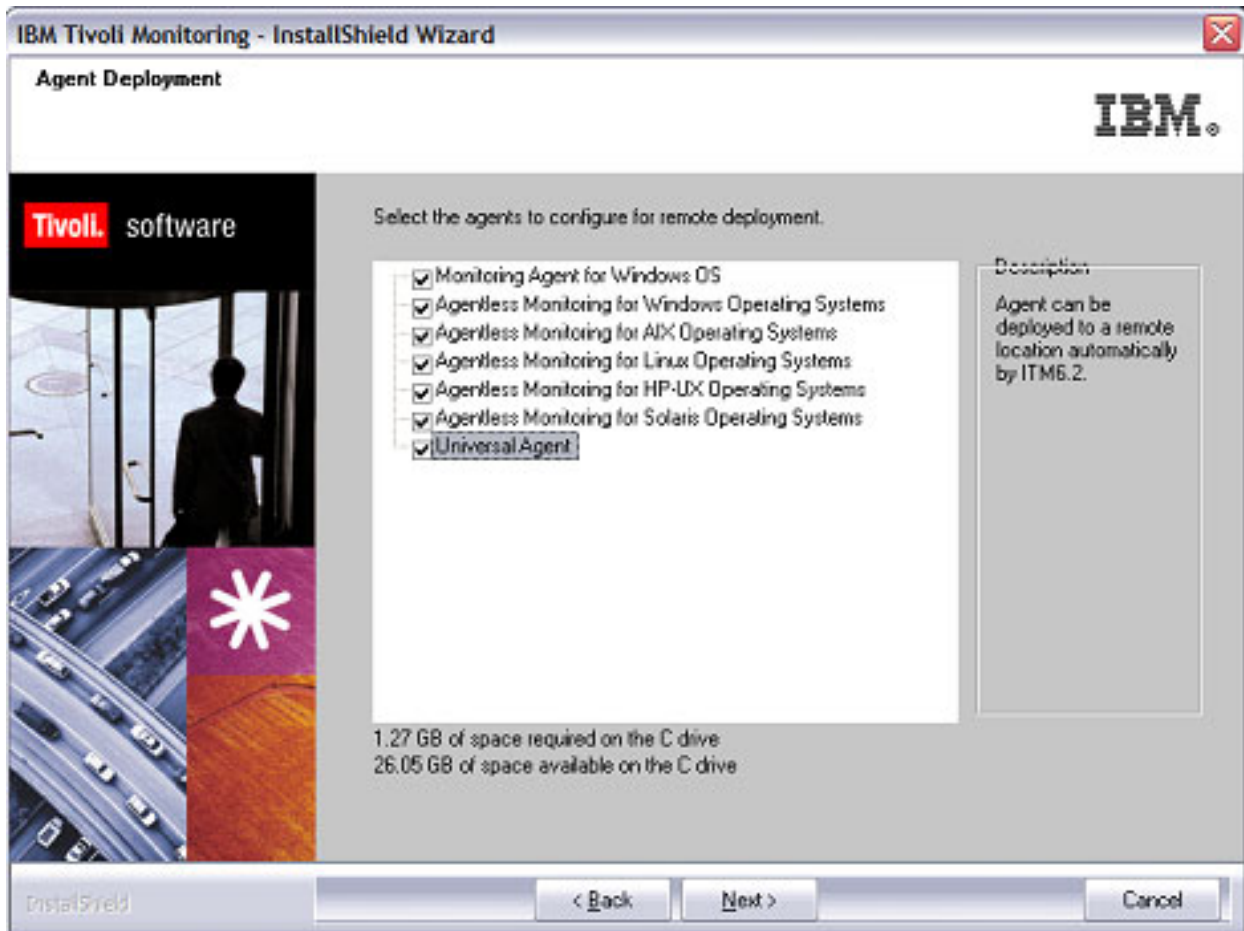 IBM Tivoli Monitoring - InstallShield Wizard
Agent Deployment
IBM®
Tivoli. software
Select the agents to configure for remote deployment.
Monitoring Agent for Windows OS
Agentless Monitoring for Windows Operating Systems
Agentless Monitoring for AIX Operating Systems
Agentless Monitoring for Linux Operating Systems
Agentless Monitoring for HP-UX Operating Systems
Agentless Monitoring for Solaris Operating Systems
Universal Agent
Description
Agent can be
deployed to a remote
location automatically
by ITM6.2.
1.27 GB of space required on the C drive
26.05 GB of space available on the C drive
InstallShield
< Back
Next >
Cancel